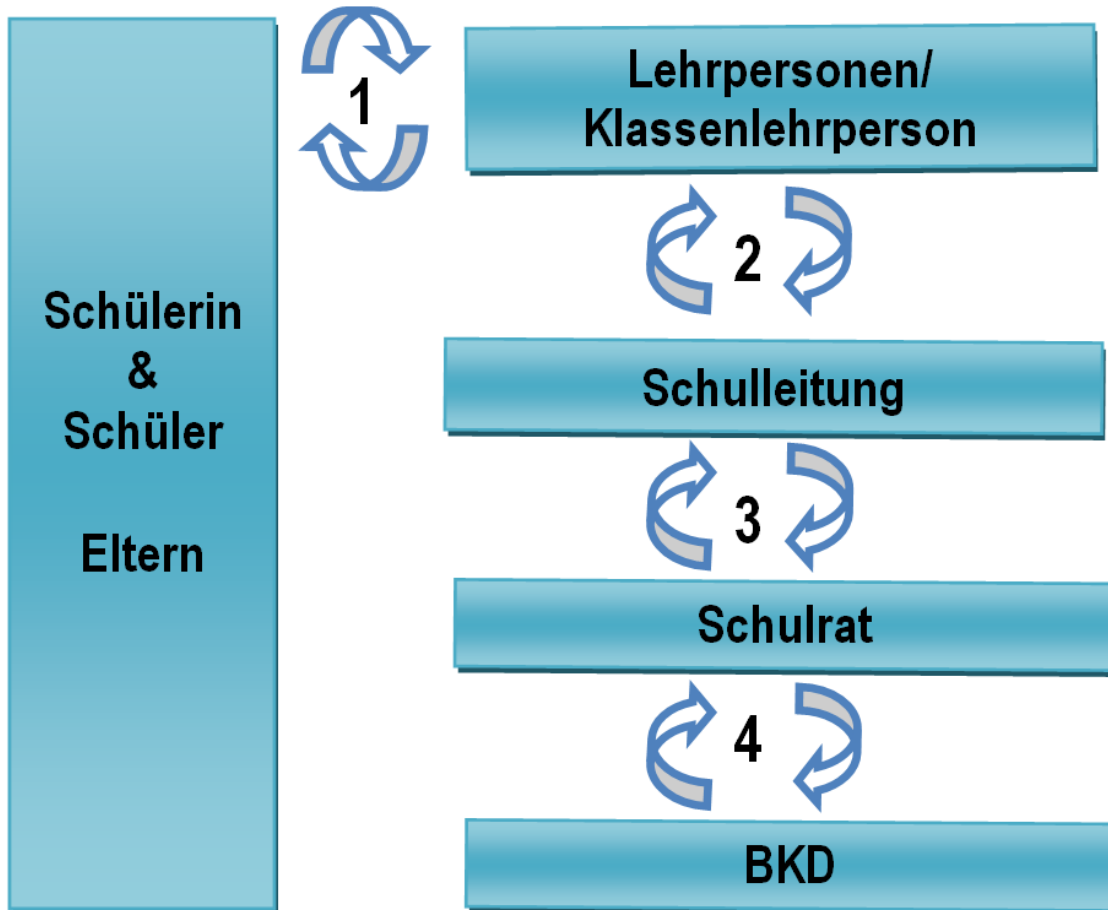 Schülerin
&
Schüler
Eltern
1
Lehrpersonen/
Klassenlehrperson
2
Schulleitung
3
Schulrat
4
BKD